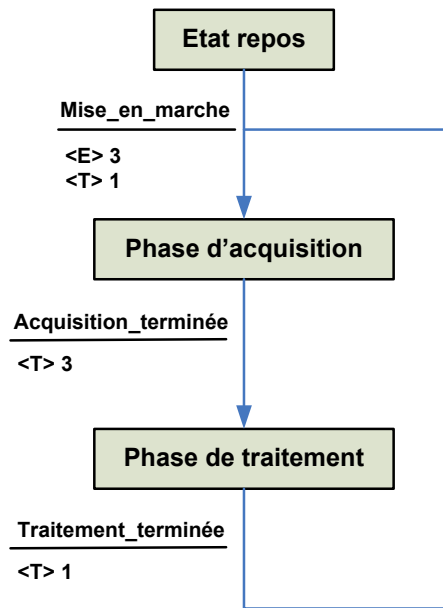 Etat repos
Mise_en_marche
<E> 3
<T> 1
Phase d’acquisition
Acquisition_terminée
<T> 3
Phase de traitement
Traitement_terminée
<T> 1